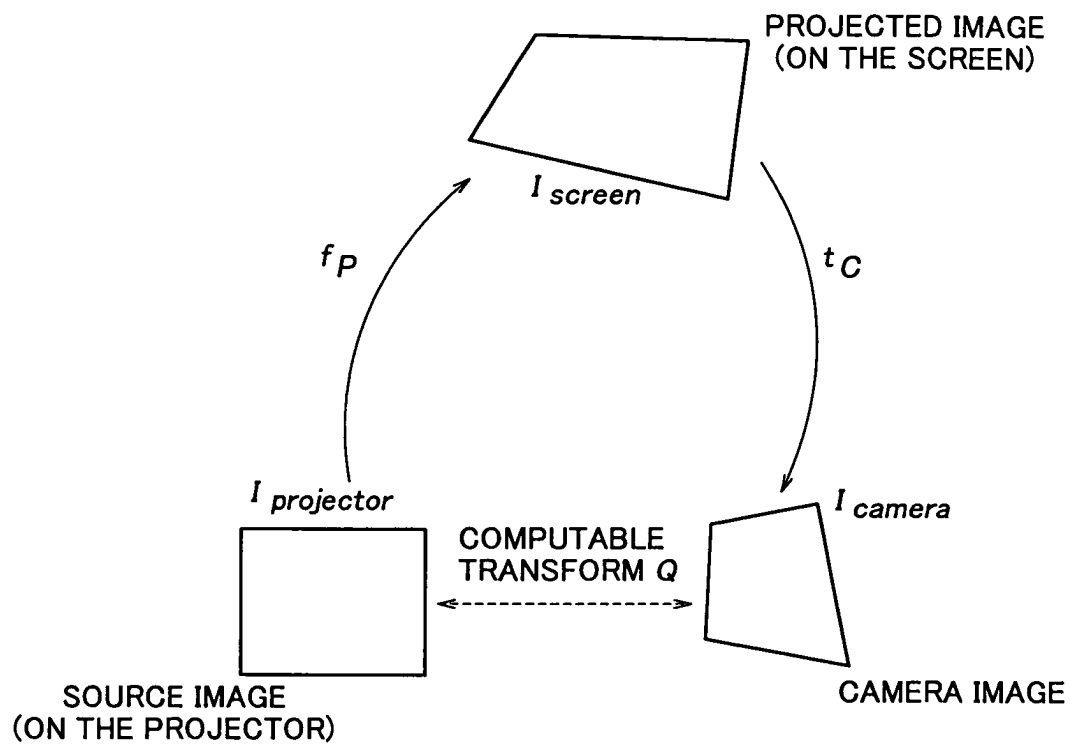 PROJECTED IMAGE
(ON THE SCREEN)
I screen
f P
t C
I projector
I camera
COMPUTABLE
TRANSFORM Q
SOURCE IMAGE
(ON THE PROJECTOR)
CAMERA IMAGE